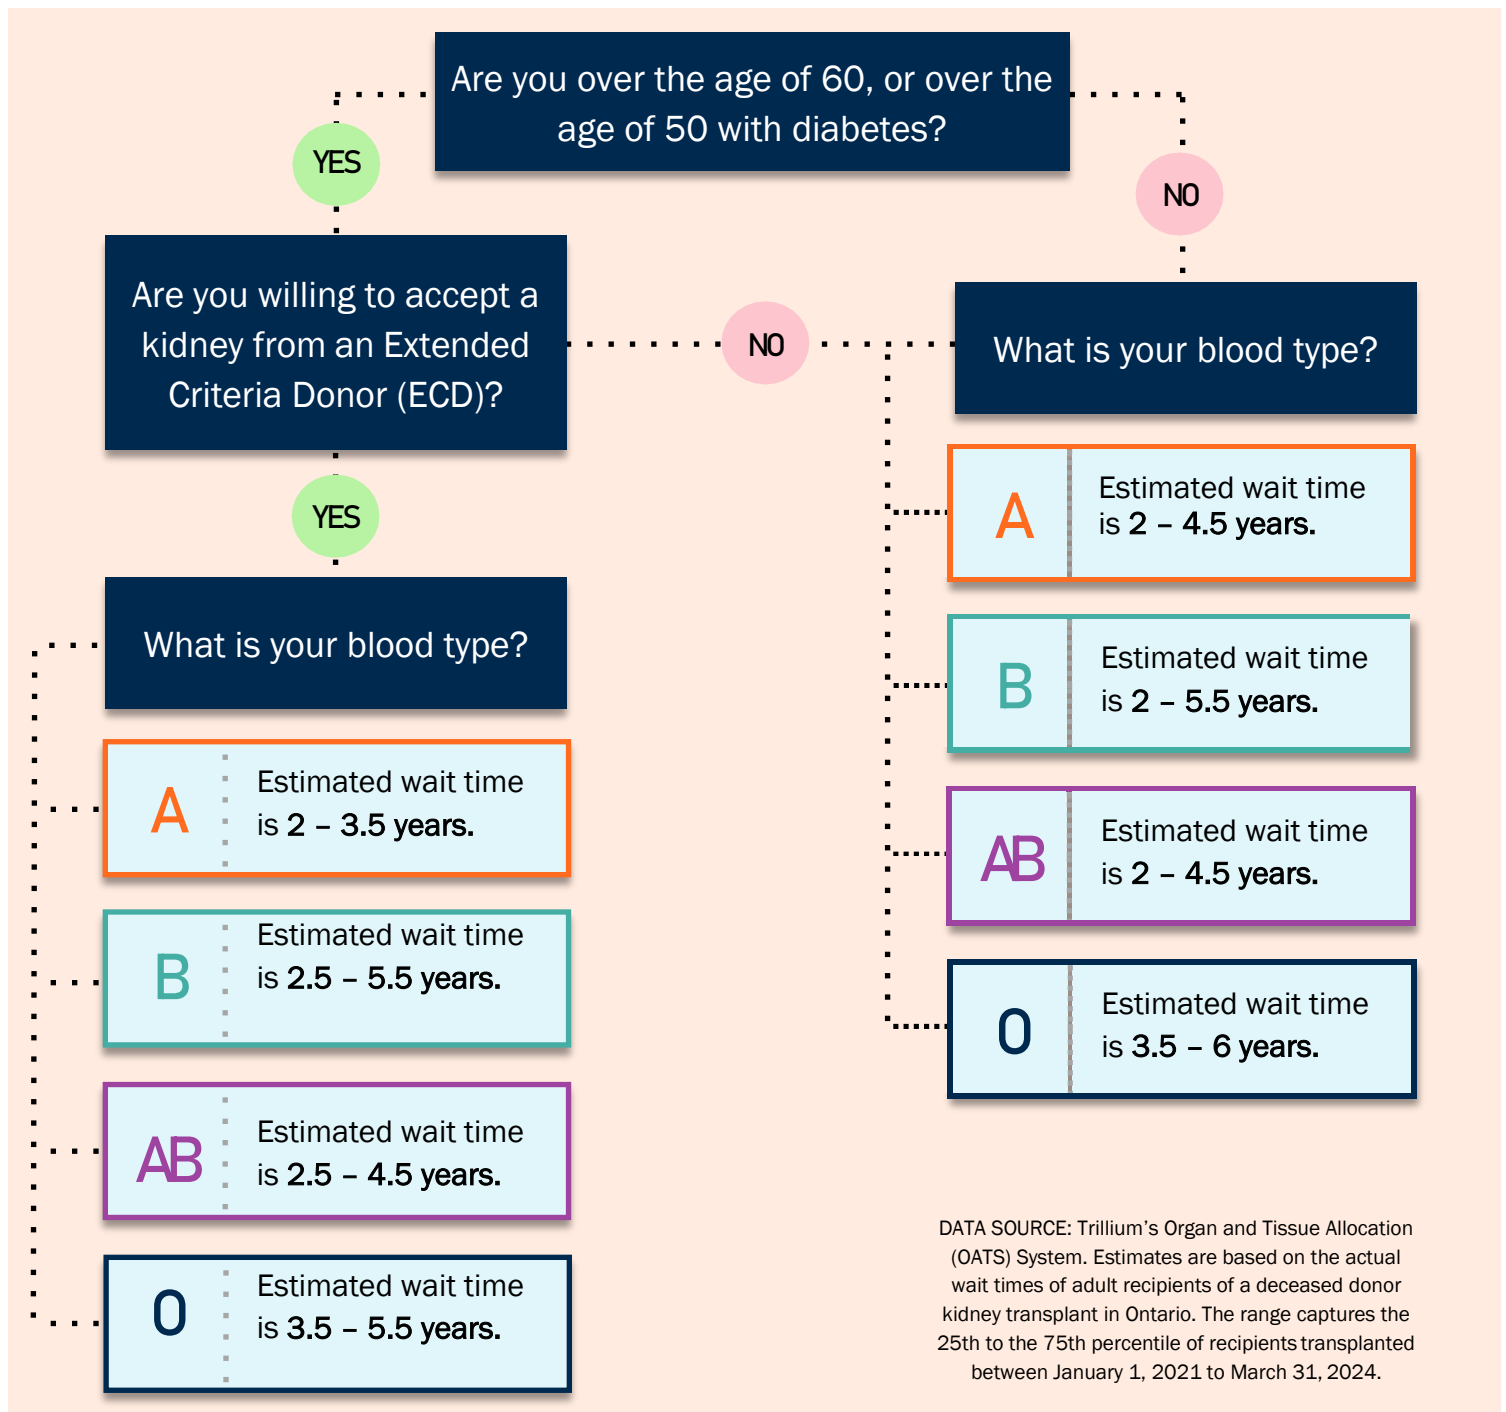 Are you over the age of 60, or over the
age of 50 with diabetes?
YES
NO
Are you willing to accept a
kidney from an Extended
Criteria Donor (ECD)?
NO
What is your blood type?
YES
What is your blood type?
A
Estimated wait time
is 2 – 3.5 years.
B
Estimated wait time
is 2.5 – 5.5 years.
AB
Estimated wait time
is 2.5 – 4.5 years.
O
Estimated wait time
is 3.5 – 5.5 years.
A
Estimated wait time
is 2 – 4.5 years.
B
Estimated wait time
is 2 – 5.5 years.
AB
Estimated wait time
is 2 – 4.5 years.
O
Estimated wait time
is 3.5 – 6 years.
DATA SOURCE: Trillium’s Organ and Tissue Allocation
(OATS) System. Estimates are based on the actual
wait times of adult recipients of a deceased donor
kidney transplant in Ontario. The range captures the
25th to the 75th percentile of recipients transplanted
between January 1, 2021 to March 31, 2024.